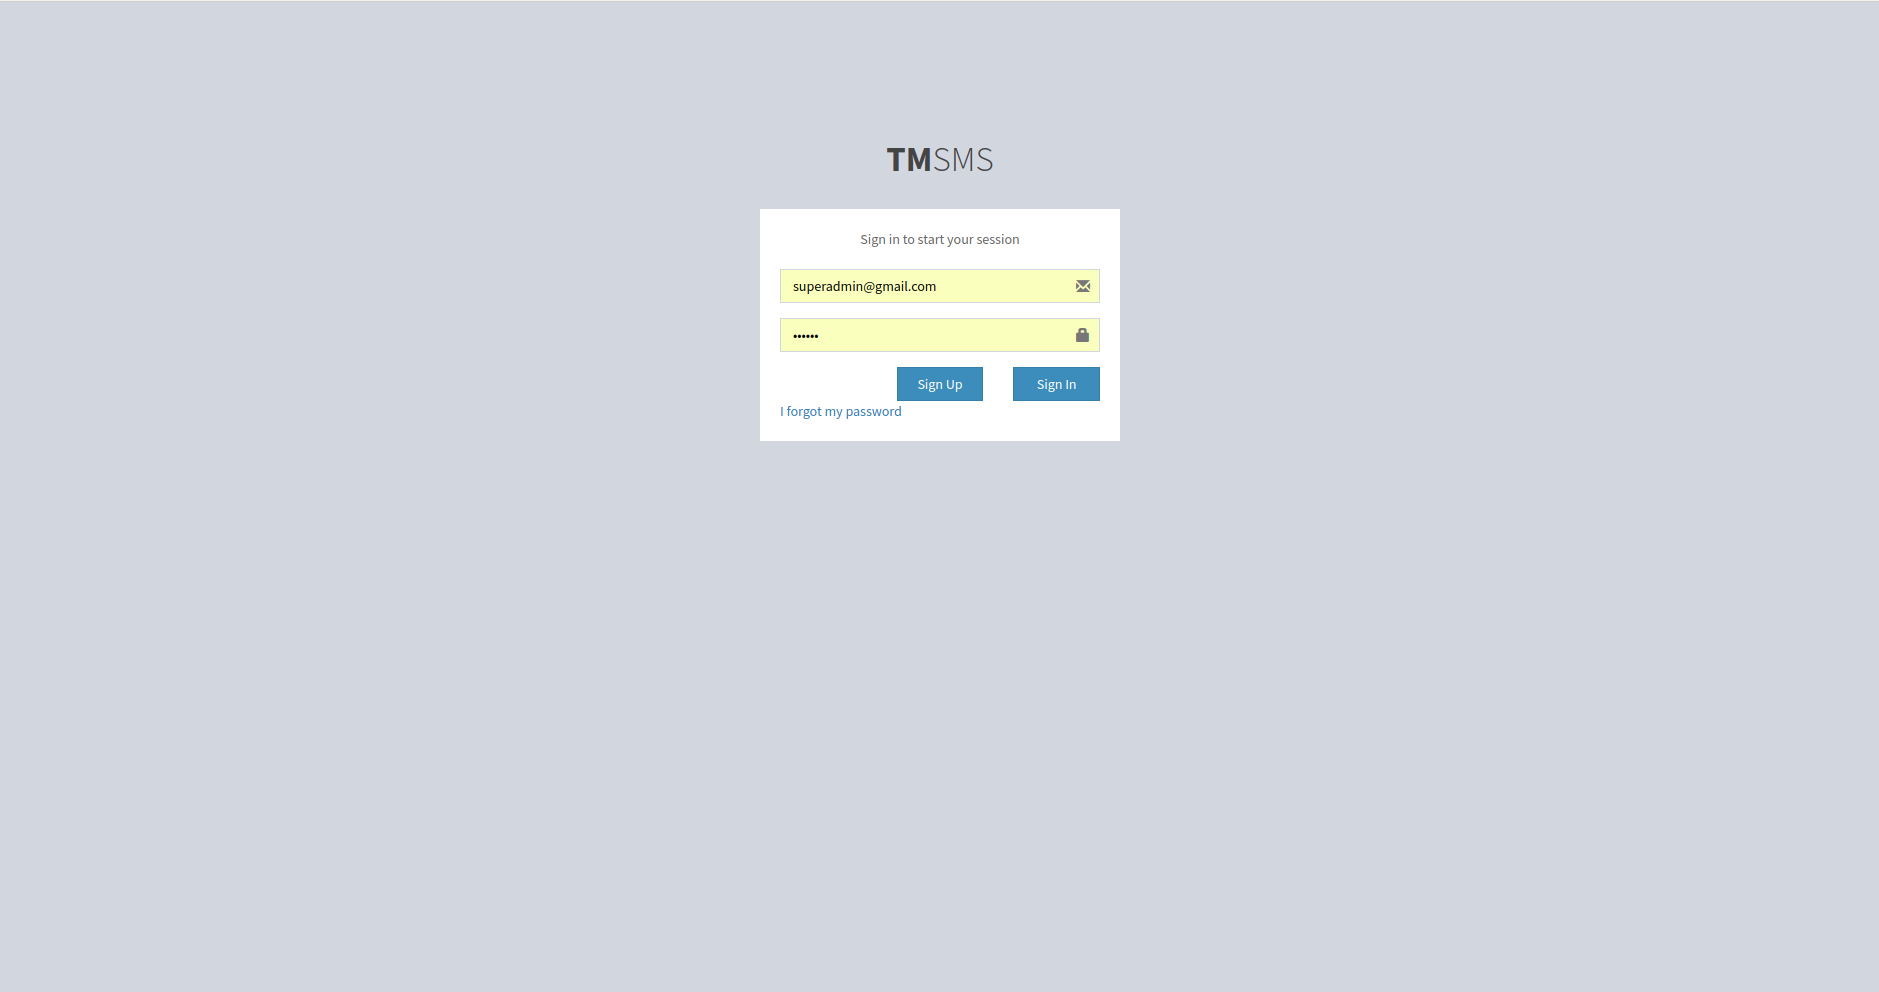 TMSMS
Sign in to start your session
superadmin@gmail.com
••••••
Sign Up Sign In
I forgot my password